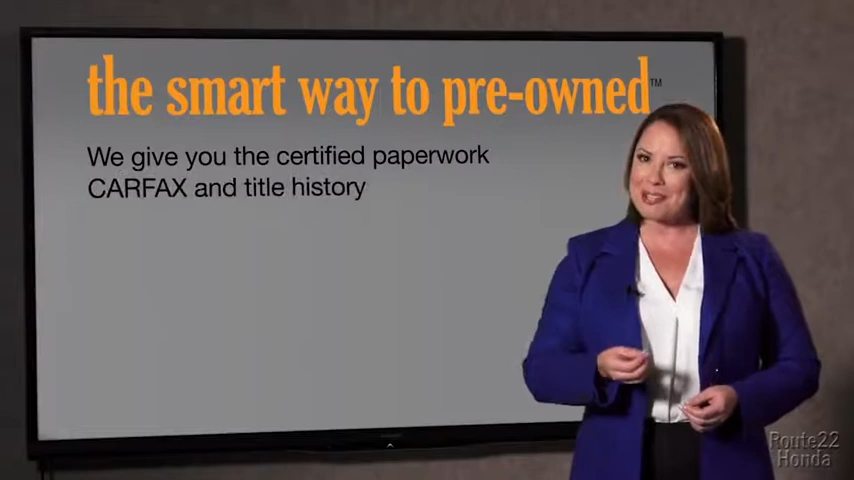 the smart way to pre-owned™
We give you the certified paperwork
CARFAX and title history
Route22
Honda